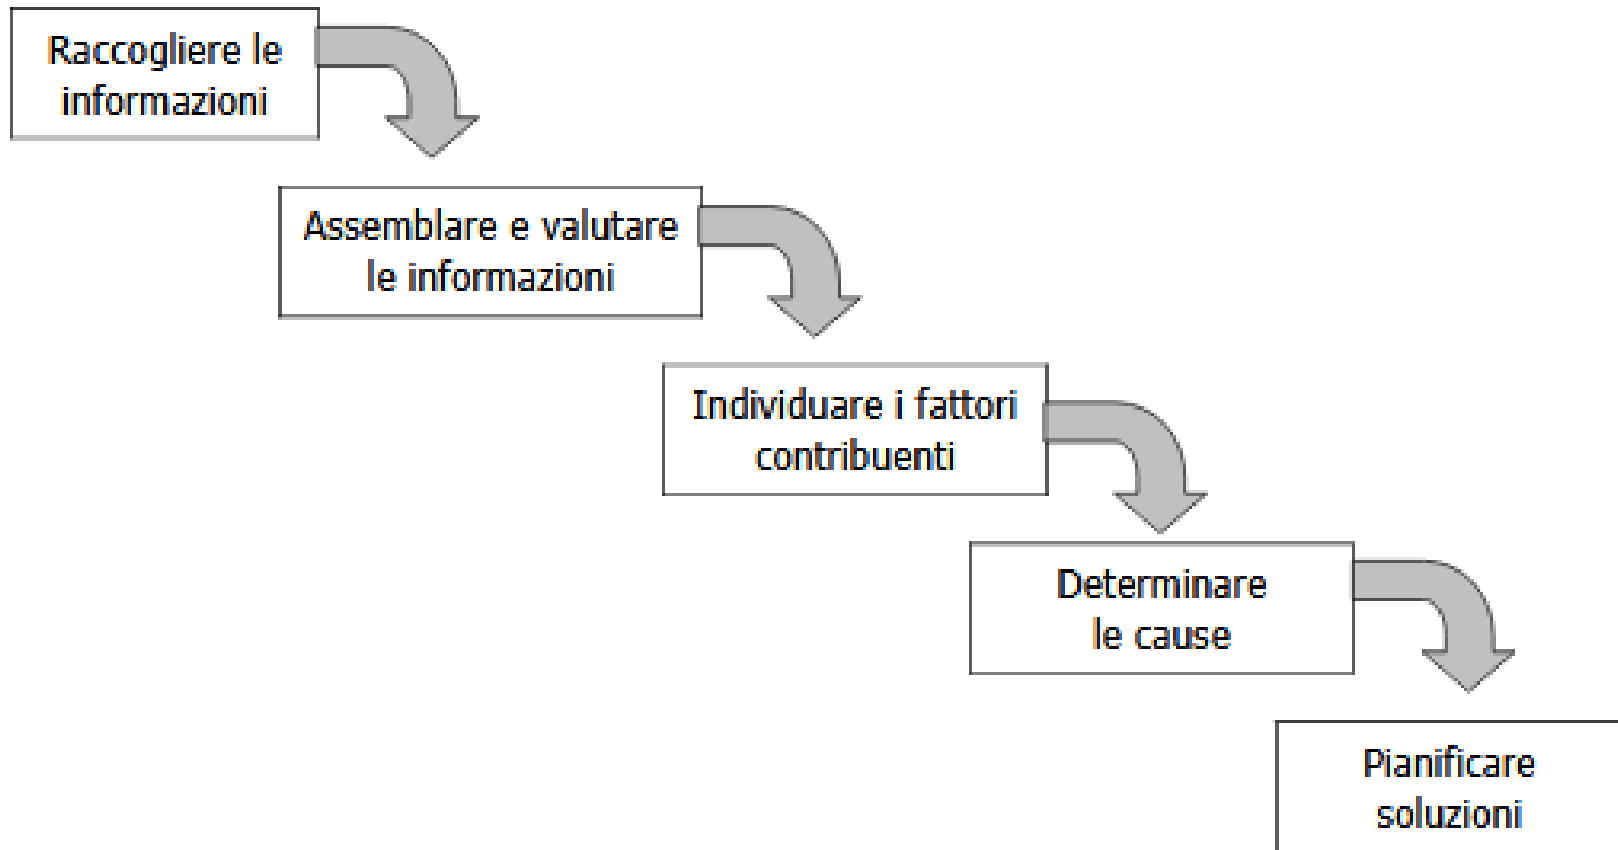 Raccogliere le
informazioni
Assemblare e valutare
le informazioni
Individuare i fattori
contribuenti
Determinare
le cause
Pianificare
soluzioni